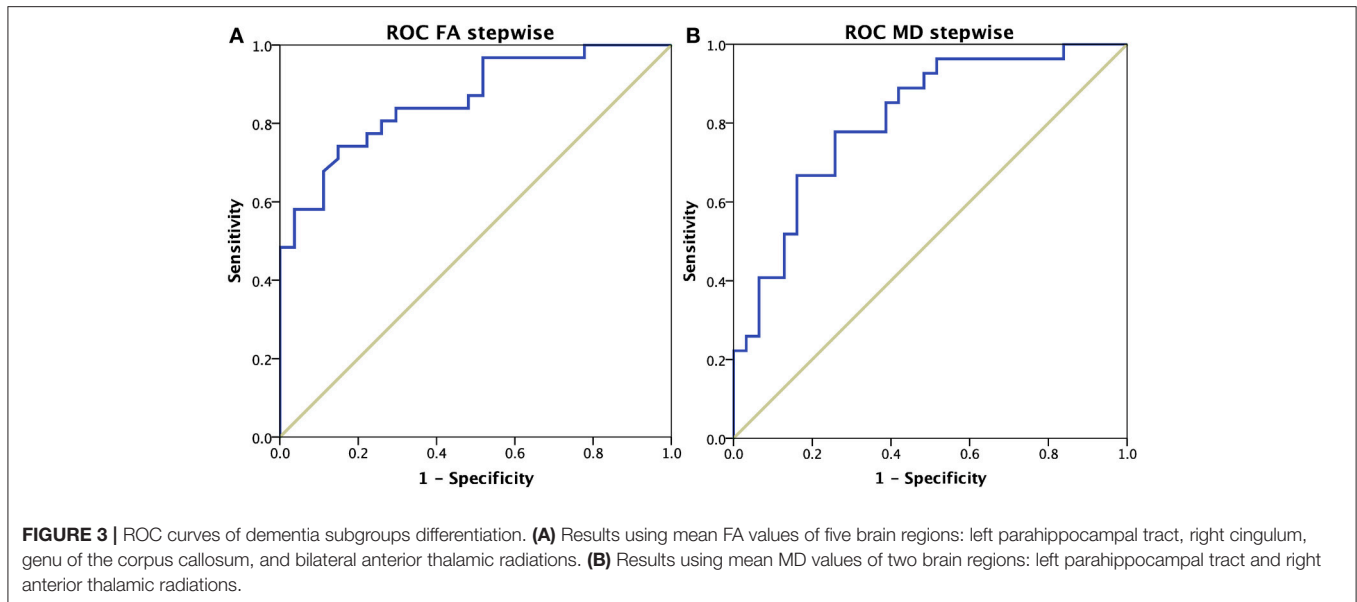 A
ROC FA stepwise
1.0
0.8
0.6
0.4
0.2
0.0
Sensitivity
0.0 0.2 0.4 0.6 0.8 1.0
1 – Specificity
B
ROC MD stepwise
1.0
0.8
0.6
0.4
0.2
0.0
Sensitivity
0.0 0.2 0.4 0.6 0.8 1.0
1 – Specificity
FIGURE 3 | ROC curves of dementia subgroups differentiation. (A) Results using mean FA values of five brain regions: left parahippocampal tract, right cingulum,
genu of the corpus callosum, and bilateral anterior thalamic radiations. (B) Results using mean MD values of two brain regions: left parahippocampal tract and right
anterior thalamic radiations.